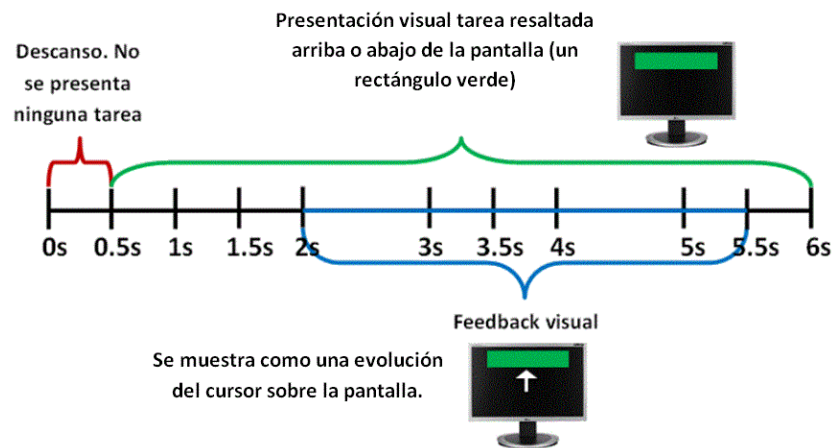 Presentación visual tarea resaltada
arriba o abajo de la pantalla (un
rectángulo verde)
Descanso. No
se presenta
ninguna tarea
0s 0.5s 1s 1.5s 2s 3s 3.5s 4s 5s 5.5s 6s
Feedback visual
Se muestra como una evolución
del cursor sobre la pantalla.